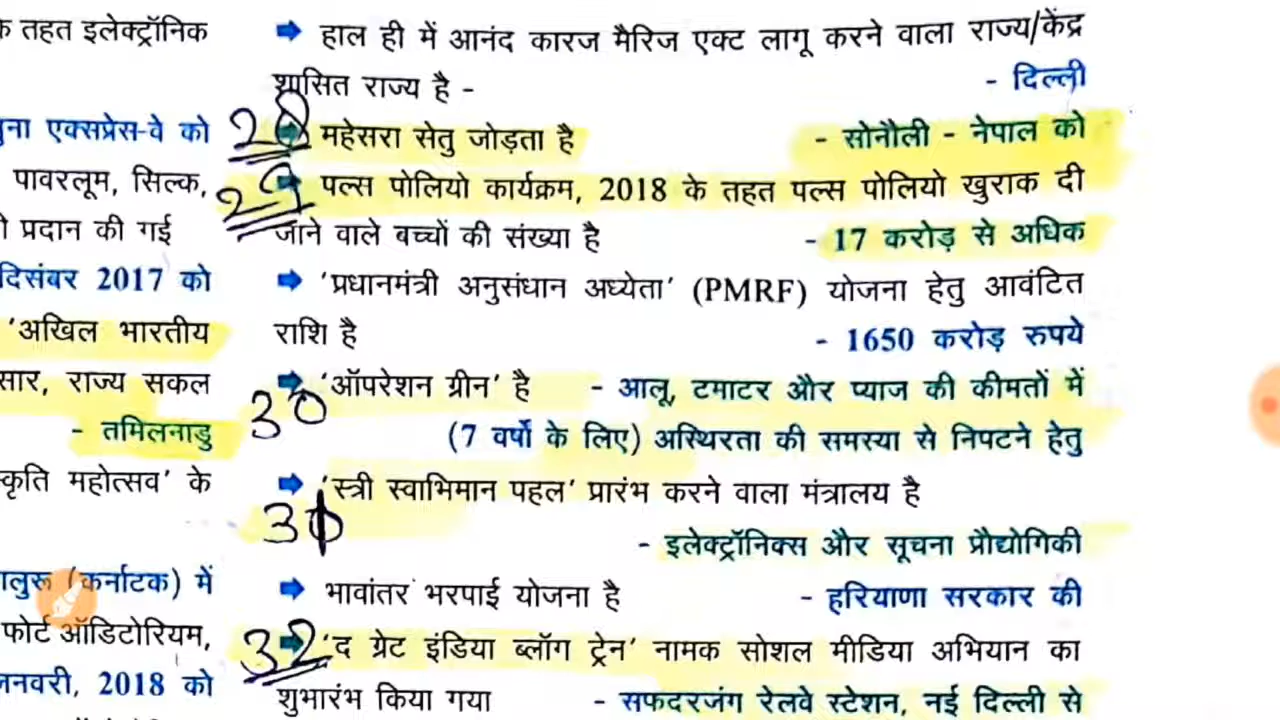 के तहत इलेक्ट्रॉनिक
मुना एक्सप्रेस-वे को
पावरलूम, सिल्क,
प्रदान की गई
दिसंबर 2017 को
'अखिल भारतीय
सार, राज्य सकल
- तमिलनाडु
स्कृति महोत्सव' के
(कर्नाटक) में
फोर्ट ऑडिटोरियम,
जनवरी, 2018 को
हाल ही में आनंद कारज मैरिज एक्ट लागू करने वाला राज्य/केंद्र
शासित राज्य है - - दिल्ली
28 महेसरा सेतु जोड़ता है - सोनौली - नेपाल को
29 पल्स पोलियो कार्यक्रम, 2018 के तहत पल्स पोलियो खुराक दी
जाने वाले बच्चों की संख्या है - 17 करोड़ से अधिक
'प्रधानमंत्री अनुसंधान अध्येता' (PMRF) योजना हेतु आवंटित
राशि है - 1650 करोड़ रुपये
30 'ऑपरेशन ग्रीन' है - आलू, टमाटर और प्याज की कीमतों में
(7 वर्षो के लिए) अस्थिरता की समस्या से निपटने हेतु
'स्त्री स्वाभिमान पहल' प्रारंभ करने वाला मंत्रालय है
31 - इलेक्ट्रॉनिक्स और सूचना प्रौद्योगिकी
भावांतर भरपाई योजना है - हरियाणा सरकार की
32 'द ग्रेट इंडिया ब्लॉग ट्रेन' नामक सोशल मीडिया अभियान का
शुभारंभ किया गया - सफदरजंग रेलवे स्टेशन, नई दिल्ली से